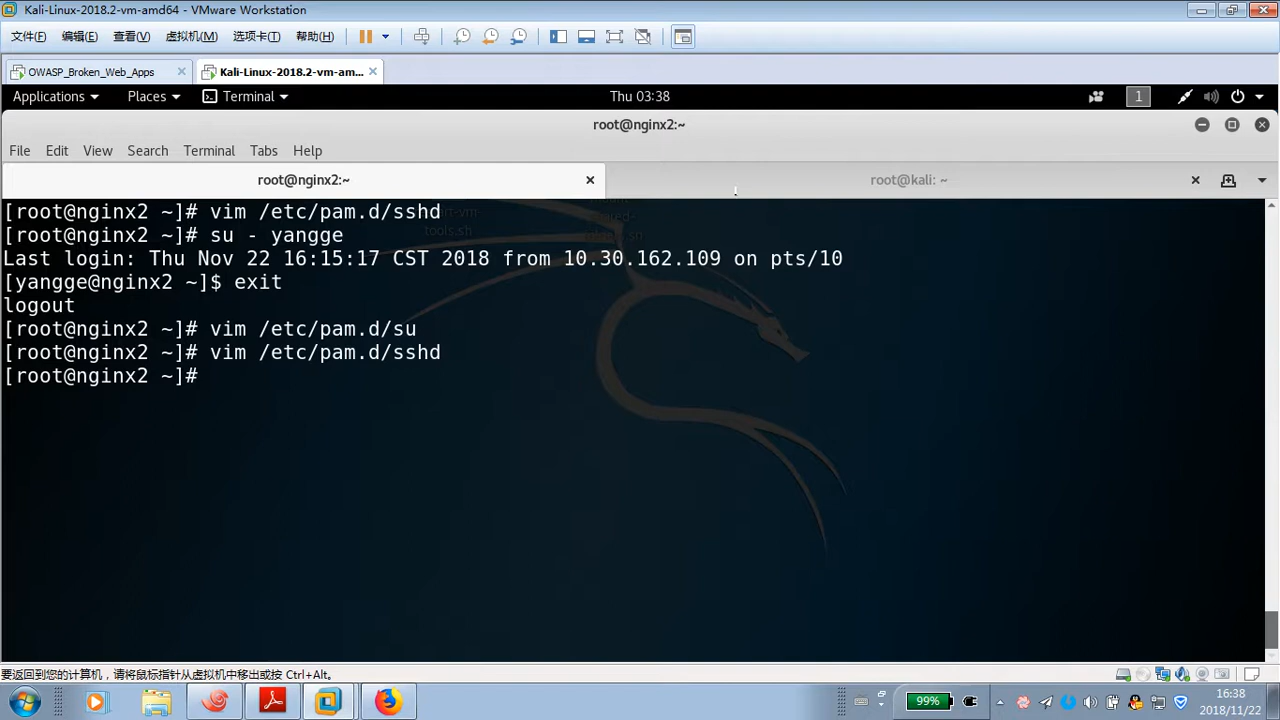 Kali-Linux-2018.2-vm-amd64 - VMware Workstation
文件(F) 编辑(E) 查看(V) 虚拟机(M) 选项卡(T) 帮助(H)
OWASP_Broken_Web_Apps Kali-Linux-2018.2-vm-am...
Applications Places Terminal Thu 03:38 1
root@nginx2:~
File Edit View Search Terminal Tabs Help
root@nginx2:~ root@kali: ~
[root@nginx2 ~]# vim /etc/pam.d/sshd
[root@nginx2 ~]# su - yangge
Last login: Thu Nov 22 16:15:17 CST 2018 from 10.30.162.109 on pts/10
[yangge@nginx2 ~]$ exit
logout
[root@nginx2 ~]# vim /etc/pam.d/su
[root@nginx2 ~]# vim /etc/pam.d/sshd
[root@nginx2 ~]#
要返回到您的计算机，请将鼠标指针从虚拟机中移出或按 Ctrl+Alt。
99%
16:38
2018/11/22